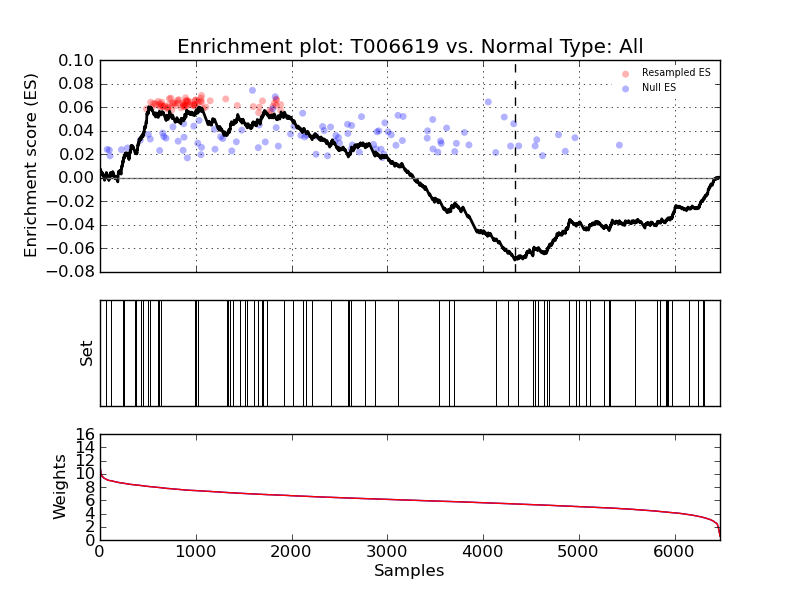 Enrichment plot: T006619 vs. Normal Type: All
Enrichment score (ES)
0.10
0.08
0.06
0.04
0.02
0.00
−0.02
−0.04
−0.06
−0.08
Resampled ES
Null ES
Set
Weights
16
14
12
10
8
6
4
2
0
0 1000 2000 3000 4000 5000 6000
Samples